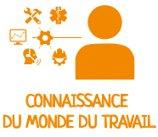 CONNAISSANCE
DU MONDE DU TRAVAIL